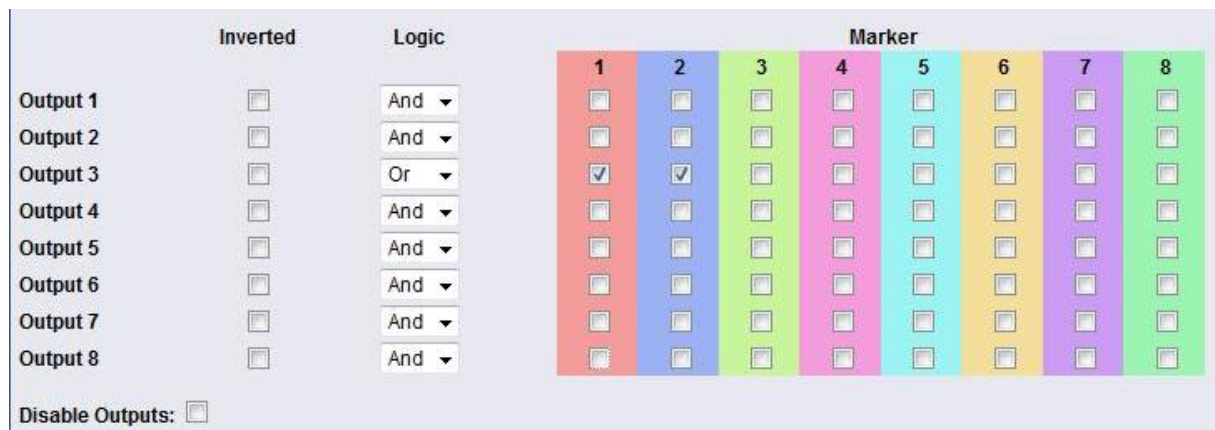 Inverted Logic Marker
1 2 3 4 5 6 7 8
Output 1 And
Output 2 And
Output 3 Or
Output 4 And
Output 5 And
Output 6 And
Output 7 And
Output 8 And
Disable Outputs: